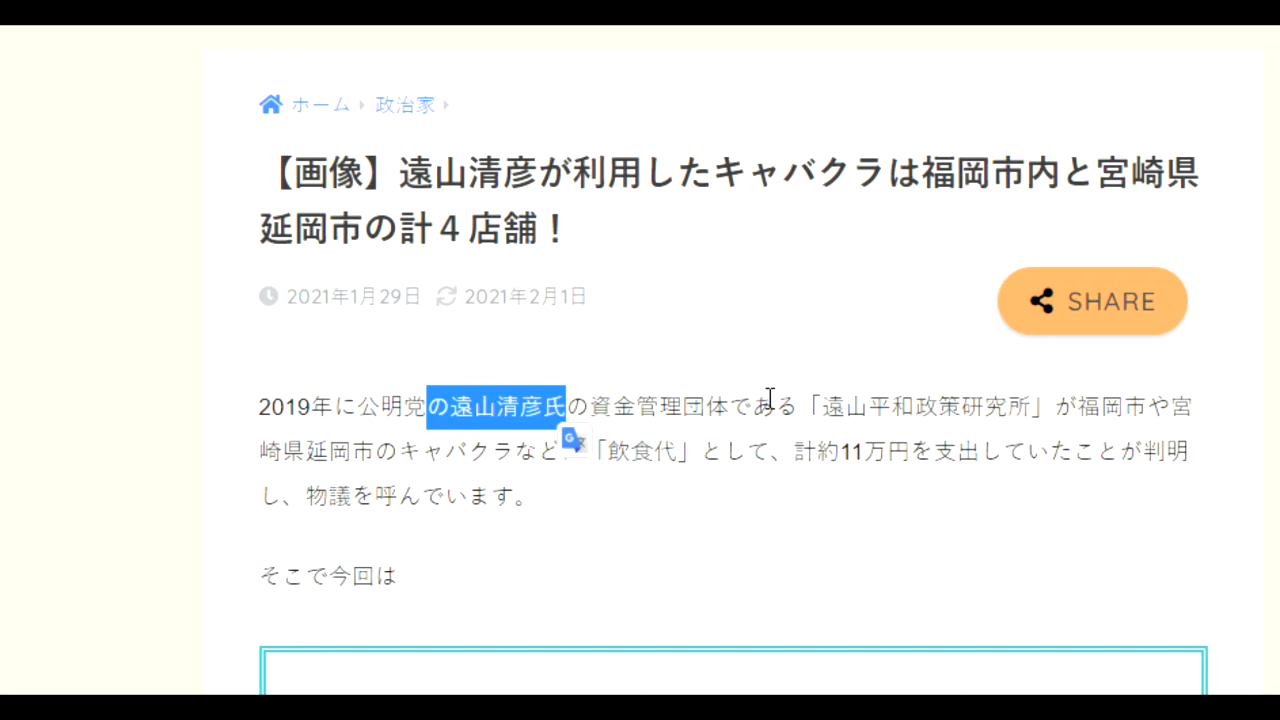 ホーム 政治家
【画像】遠山清彦が利用したキャバクラは福岡市内と宮崎県
延岡市の計４店舗！
2021年1月29日 2021年2月1日
SHARE
2019年に公明党の遠山清彦氏の資金管理団体である「遠山平和政策研究所」が福岡市や宮
崎県延岡市のキャバクラなど「飲食代」として、計約11万円を支出していたことが判明
し、物議を呼んでいます。
そこで今回は